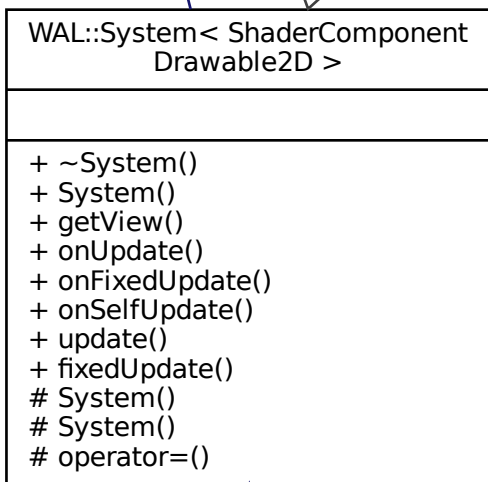 WAL::System< ShaderComponent
Drawable2D >
+ ~System()
+ System()
+ getView()
+ onUpdate()
+ onFixedUpdate()
+ onSelfUpdate()
+ update()
+ fixedUpdate()
# System()
# System()
# operator=()